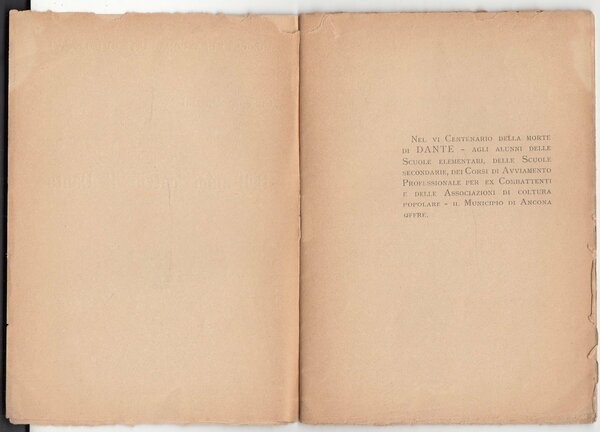 Nel VI Centenario della morte
di DANTE - agli alunni delle
Scuole elementari, delle Scuole
secondarie, dei Corsi di Avviamento
Professionale per ex Combattenti
e delle Associazioni di coltura
popolare - il Municipio di Ancona
offre.